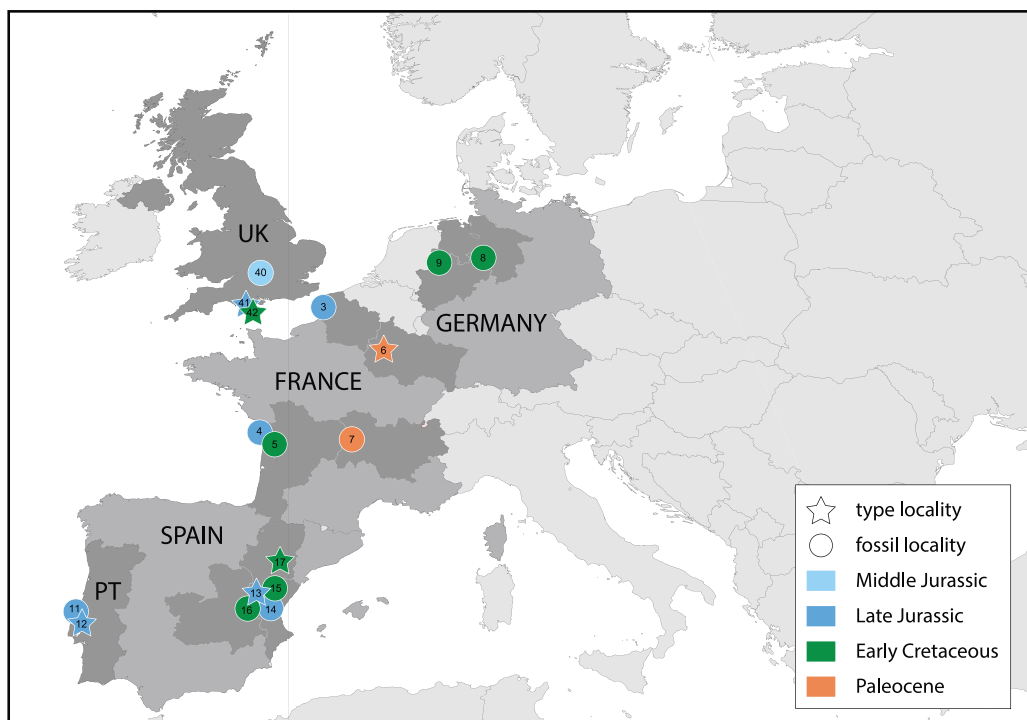 UK
40
41
42
3
9
8
GERMANY
6
FRANCE
4
5
7
SPAIN
17
PT
13
15
11
12
16
14
type locality
fossil locality
Middle Jurassic
Late Jurassic
Early Cretaceous
Paleocene